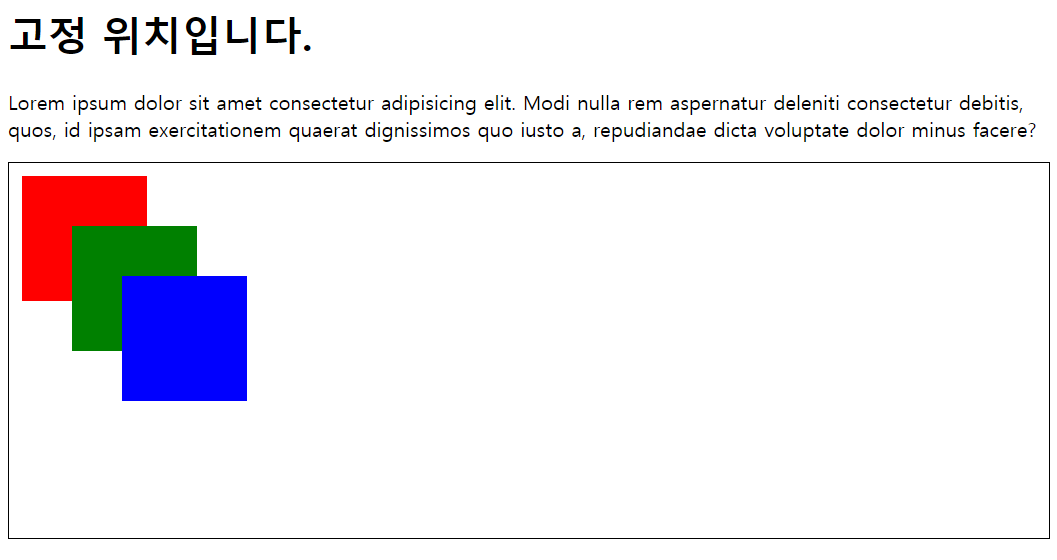 고정 위치입니다.
Lorem ipsum dolor sit amet consectetur adipisicing elit. Modi nulla rem aspernatur deleniti consectetur debitis,
quos, id ipsam exercitationem quaerat dignissimos quo iusto a, repudiandae dicta voluptate dolor minus facere?